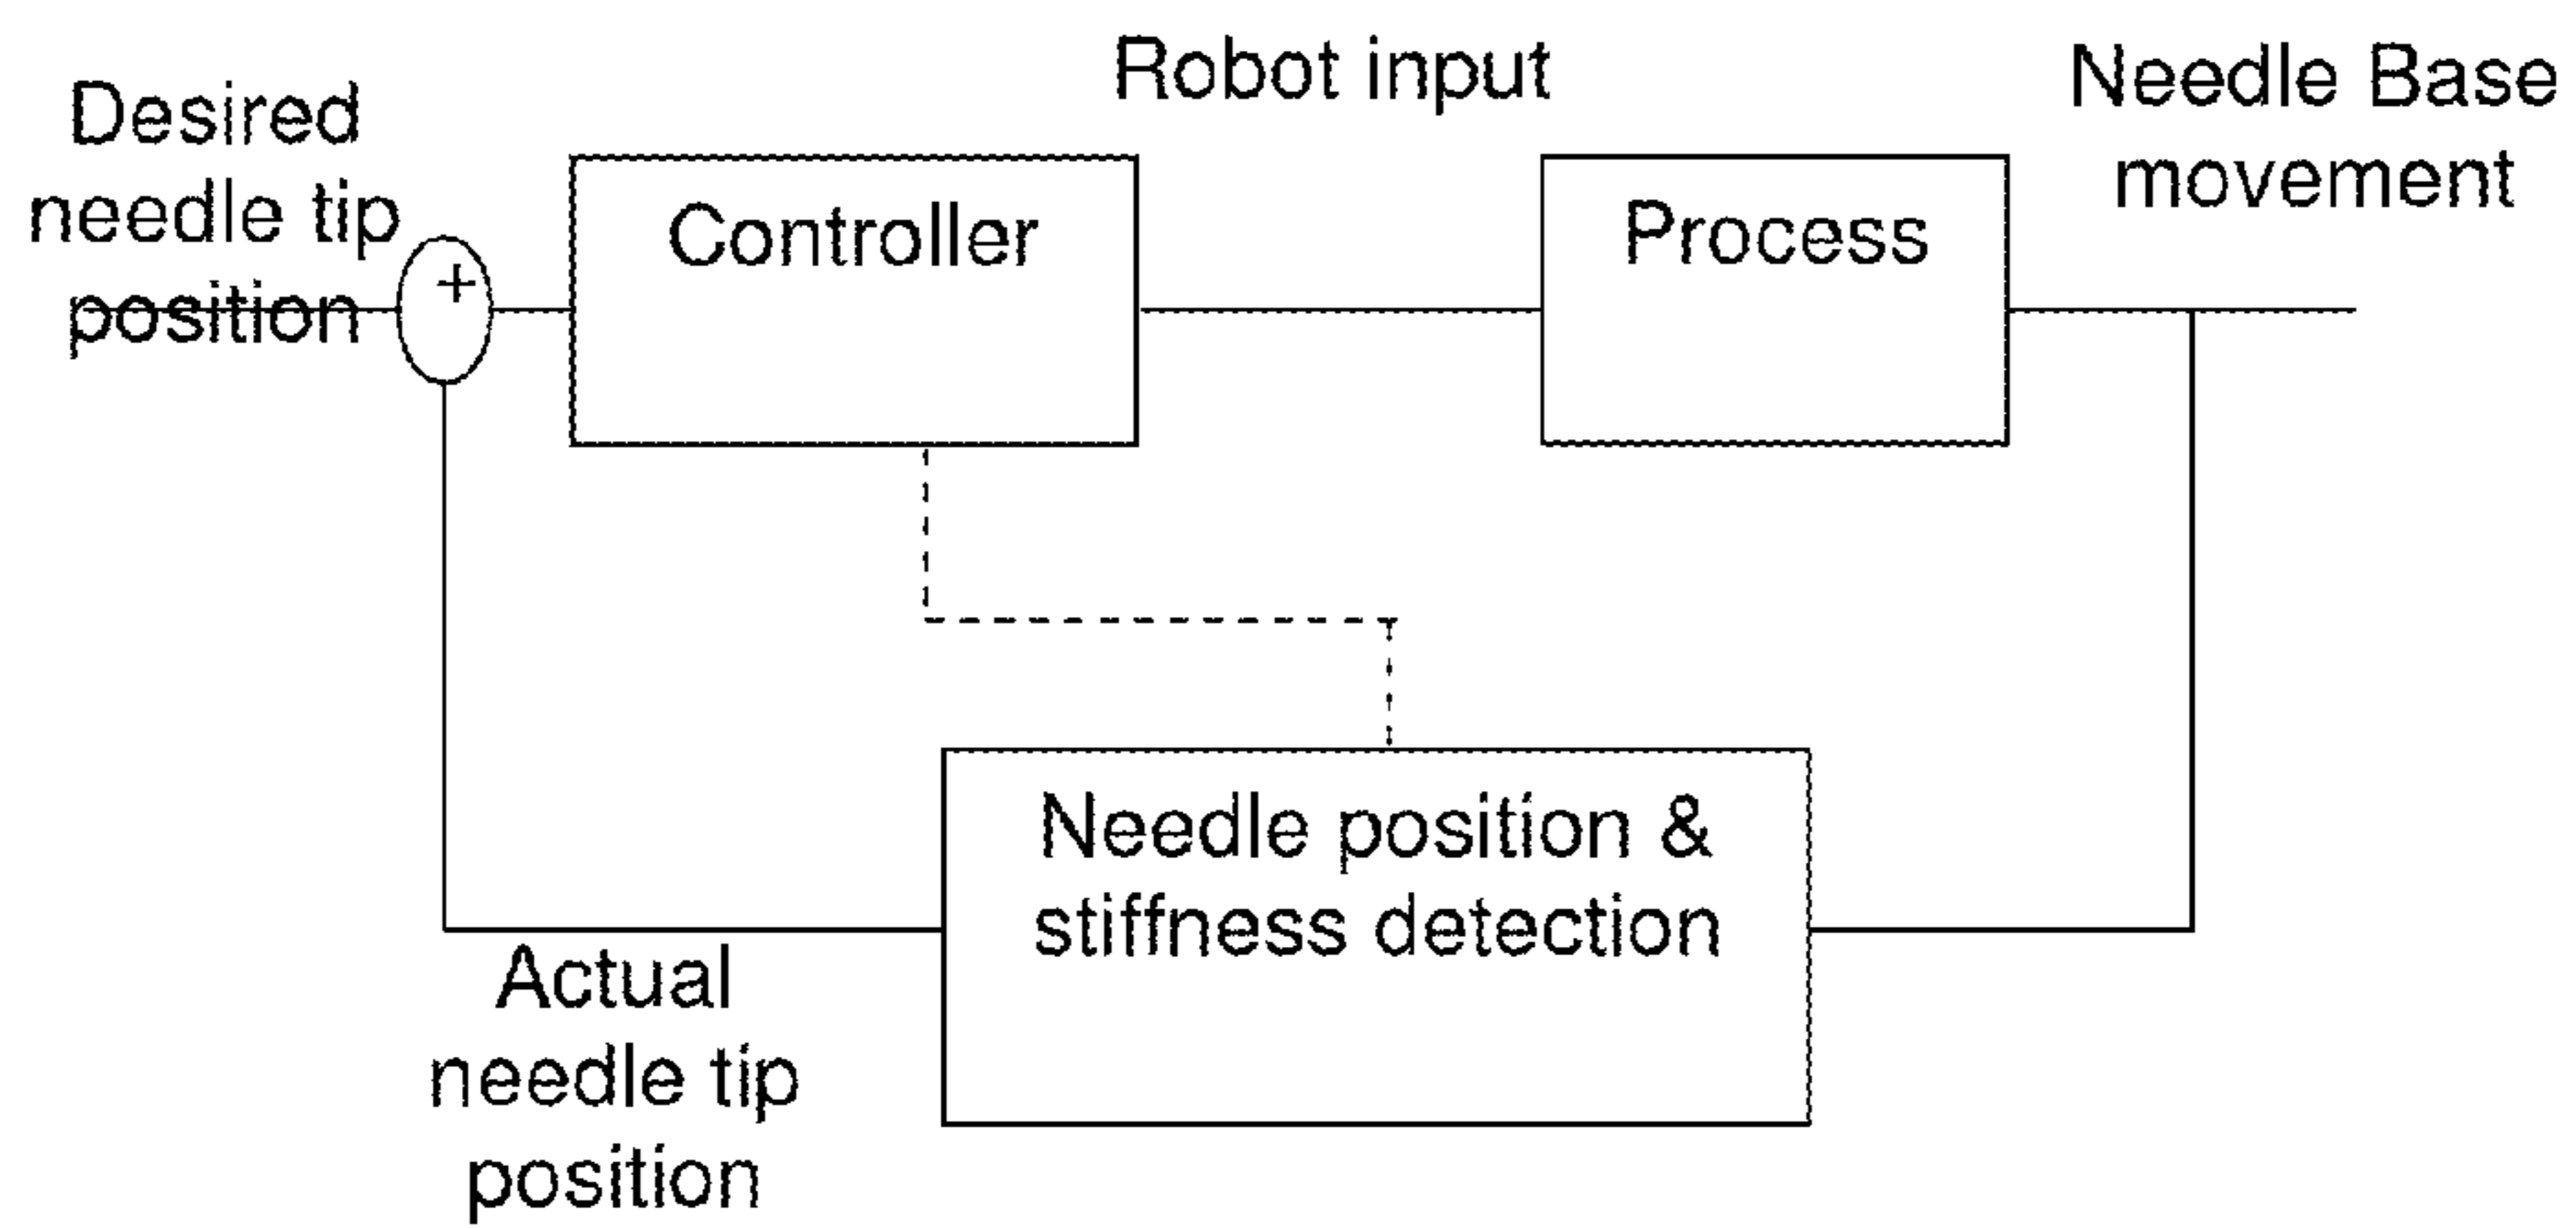 Desired
needle tip
position
+
Controller
Robot input
Process
Needle Base
movement
Needle position &
stiffness detection
Actual
needle tip
position